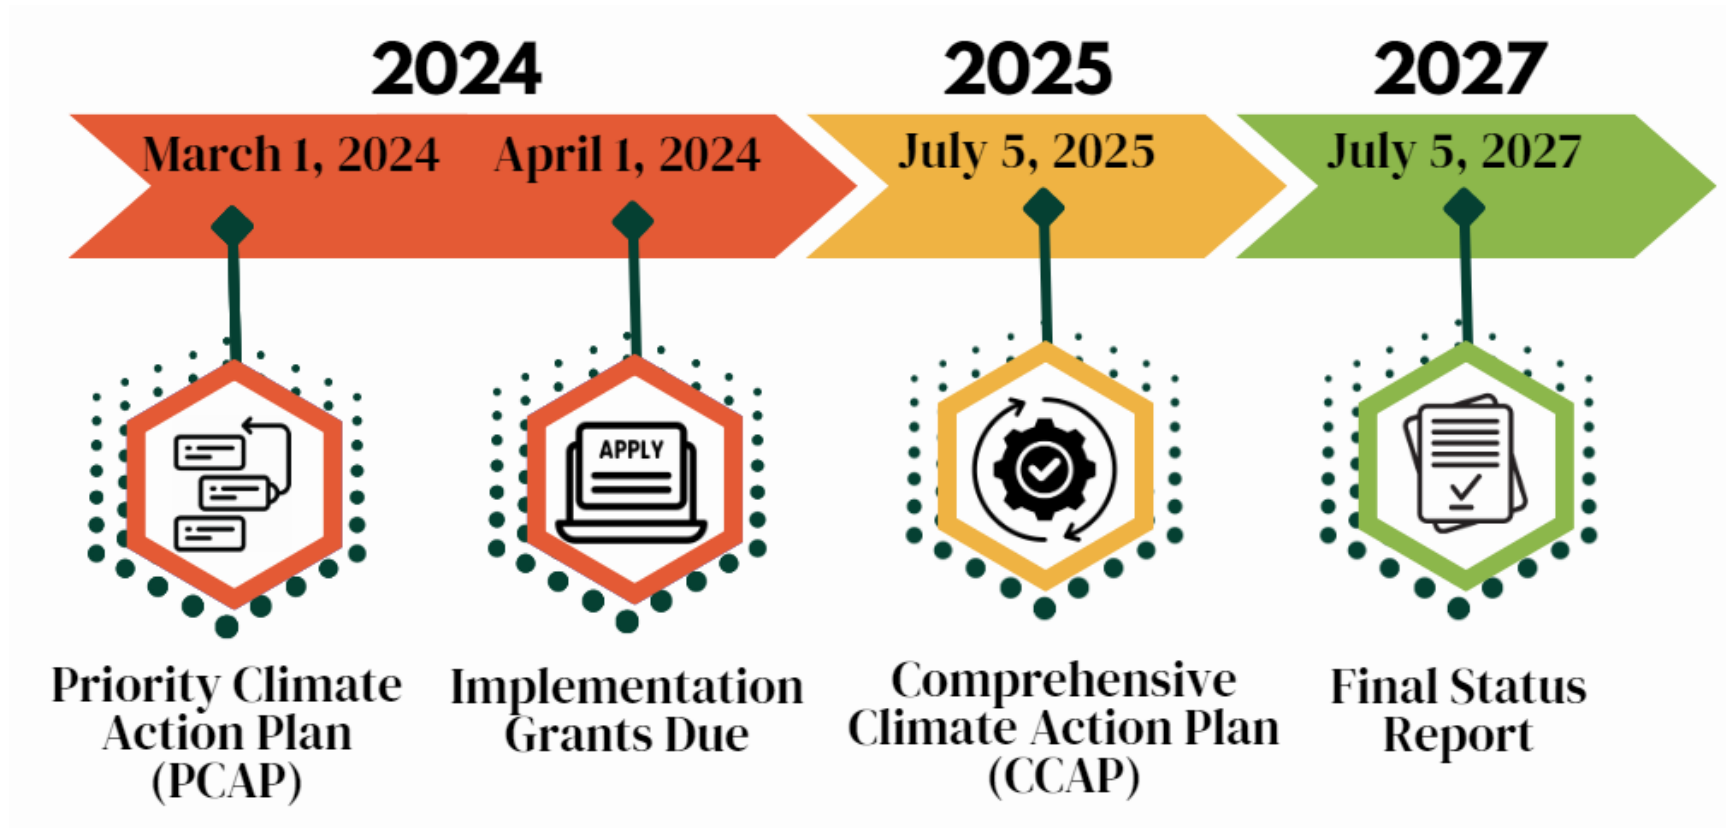 2024
2025
2027
March 1, 2024
April 1, 2024
July 5, 2025
July 5, 2027
APPLY
Priority Climate
Action Plan
(PCAP)
Implementation
Grants Due
Comprehensive
Climate Action Plan
(CCAP)
Final Status
Report